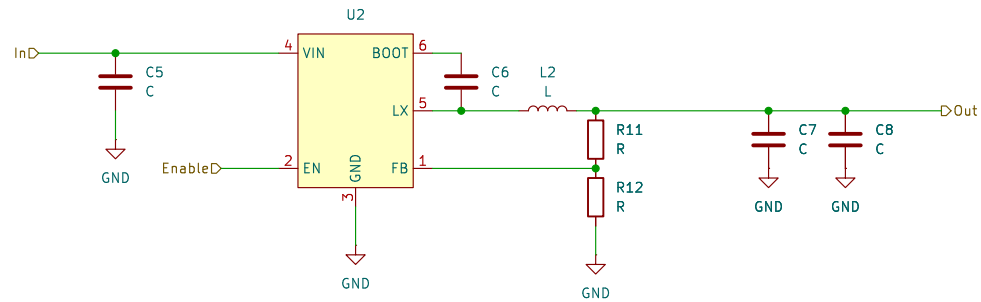 U2
In
4
VIN
BOOT
6
C5
C
C6
C
L2
L
LX
5
R11
R
C7
C
C8
C
Out
GND
Enable
2
EN
GND
FB
1
3
R12
R
GND
GND
GND
GND